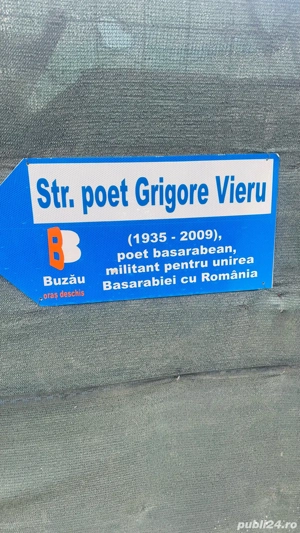 Str. poet Grigore Vieru
(1935 - 2009),
poet basarabean,
militant pentru unirea
Basarabiei cu România
B
Buzău
oraș deschis
publi24.ro